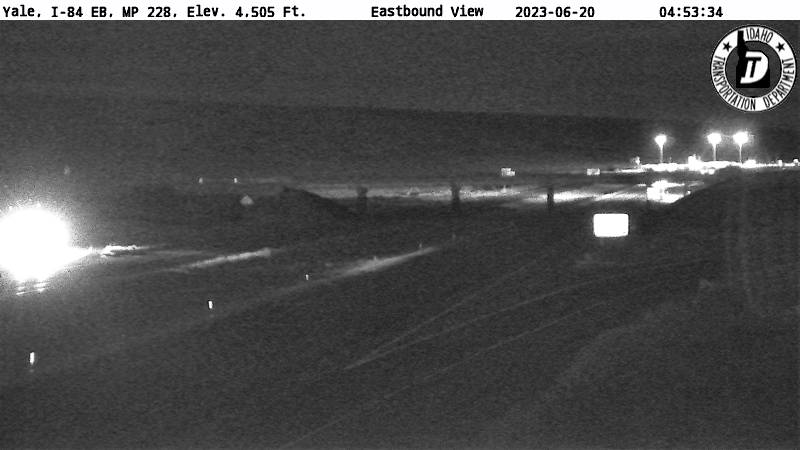 Yale, I-84 EB, MP 228, Elev. 4,505 Ft. Eastbound View 2023-06-20 04:53:34
IDAHO
TRANSPORTATION DEPARTMENT